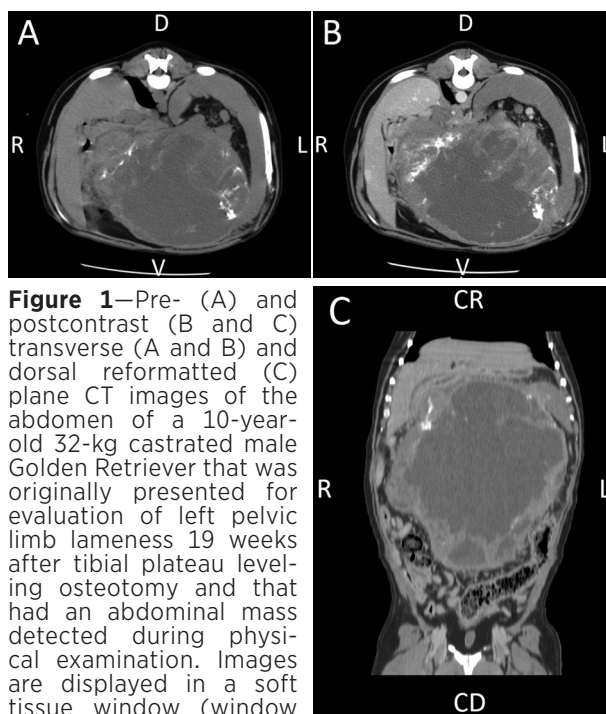 A
D
R
L
V
B
D
R
L
V
Figure 1—Pre- (A) and
postcontrast (B and C)
transverse (A and B) and
dorsal reformatted (C)
plane CT images of the
abdomen of a 10-year-
old 32-kg castrated male
Golden Retriever that was
originally presented for
evaluation of left pelvic
limb lameness 19 weeks
after tibial plateau level-
ing osteotomy and that
had an abdominal mass
detected during physi-
cal examination. Images
are displayed in a soft
tissue window (window
C
CR
R
L
CD